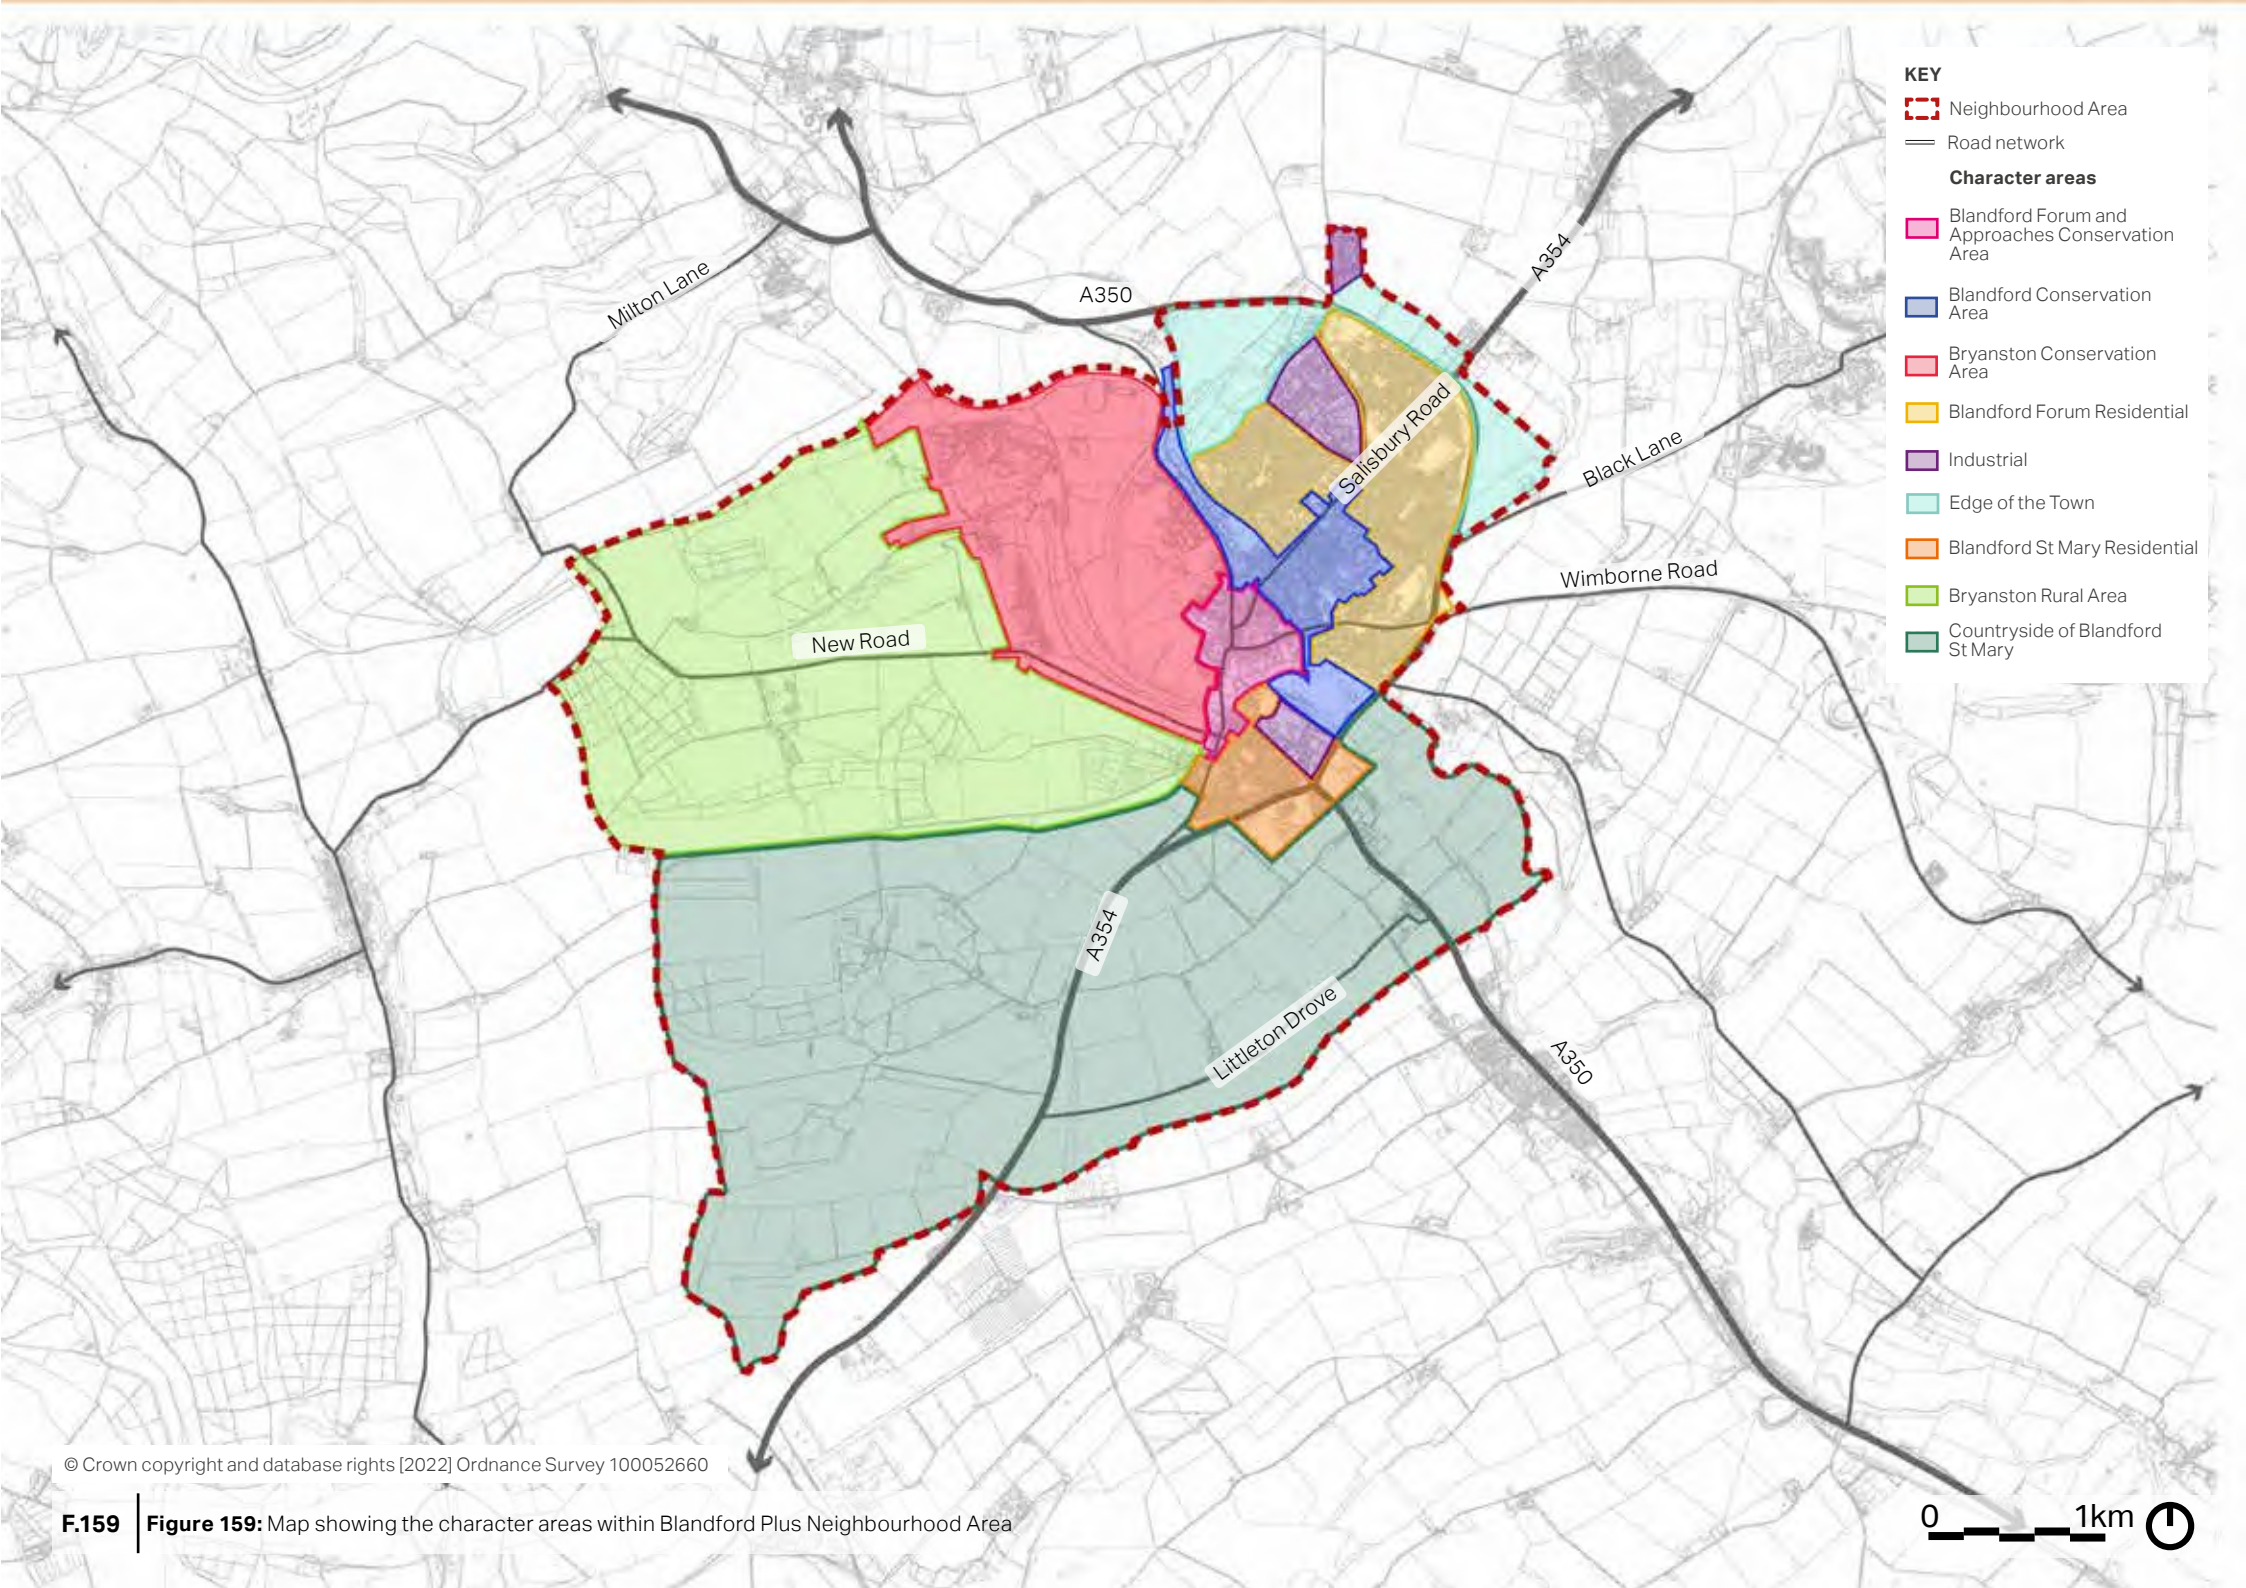 KEY
Neighbourhood Area
Road network
Character areas
Blandford Forum and
Approaches Conservation
Area
Blandford Conservation
Area
Bryanston Conservation
Area
Blandford Forum Residential
Industrial
Edge of the Town
Blandford St Mary Residential
Bryanston Rural Area
Countryside of Blandford
St Mary
A354
Milton Lane
A350
Salisbury Road
Black Lane
Wimborne Road
New Road
A354
Littleton Drove
A350
© Crown copyright and database rights [2022] Ordnance Survey 100052660
F.159 Figure 159: Map showing the character areas within Blandford Plus Neighbourhood Area
0 1km